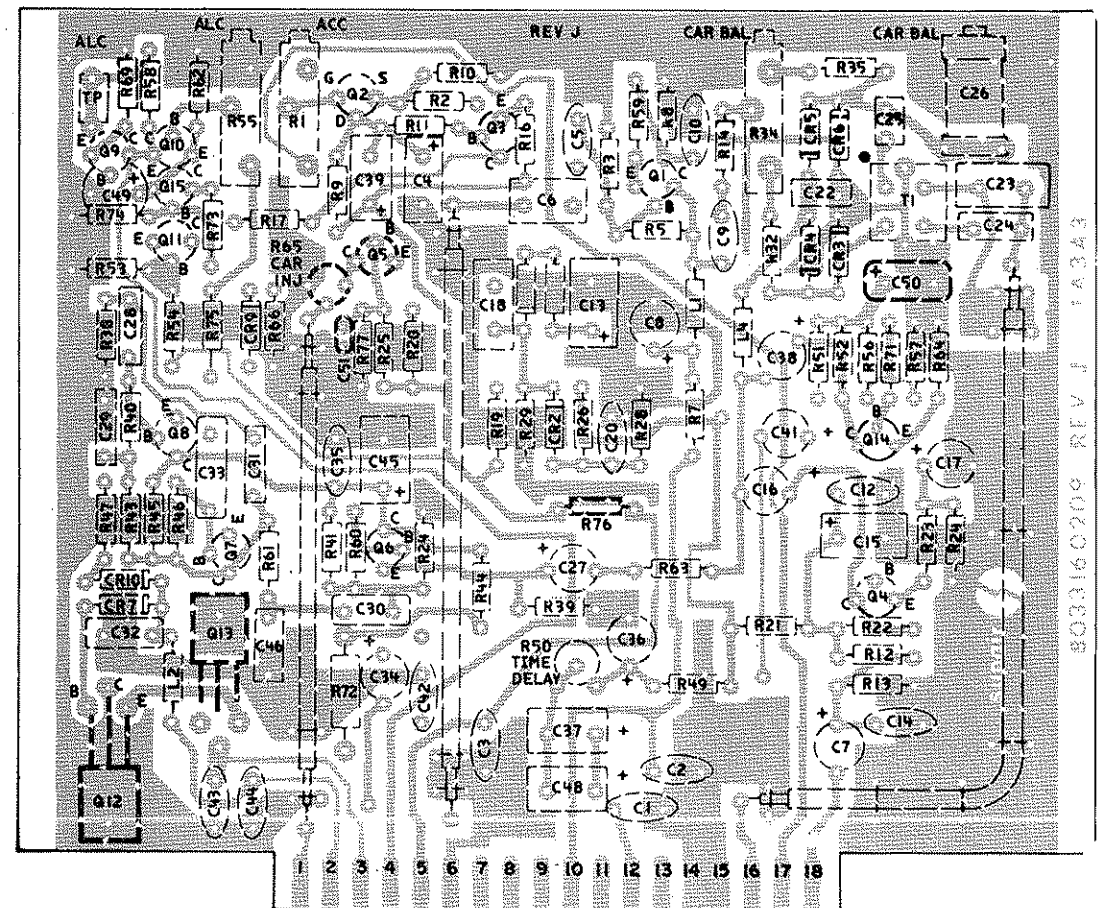 ALC ALC ACC REV J CAR BAL CAR BAL
R69 R58 R62 G S R10 R35
TP Q2 R2 E R59 R8 C26
B R55 R1 D R11 B Q3 R16 C5 C10 R14 R34 CR5 CR6
E Q9 C C Q10 E + C R3 E C
B + E Q15 R9 C39 C4 Q1 C22 T1 C23
C49 B C C6 B
R74 R73 R17 + B R5 C9 C24
E Q11 R65 C Q5 E R32 CR4 CR3
R53 B CAR
INJ C18 C13 + C50
R38 C28 R54 R75 CR9 R66 C51 R77 R25 R20 + C8 + L4 + C38 R51 R52 R56 R71 R57 R64
C29 R40 E R19 R29 CR2 R26 C20 R28 R7 B
B Q8 C C33 C31 C35 C45 C41 + C Q14 E
+ C16 + C12 + C17
R47 R43 R45 R46 E R76
B Q7 C R61 R41 R60 C Q6 B E R24 + C15 R23 R24
R44 + C27 R63 B
CR10 C Q4 E
CR7 C30 R39
C32 Q13 C46 C36 R21 R22
+ R50
TIME
DELAY + R12
B C E L2 R72 C34 C42 R49 R13
+ C14
C3 C37 + C7
Q12 C43 C44 C48 + C2
C1
1 2 3 4 5 6 7 8 9 10 11 12 13 14 15 16 17 18
8033160209 REV J 1A3A3